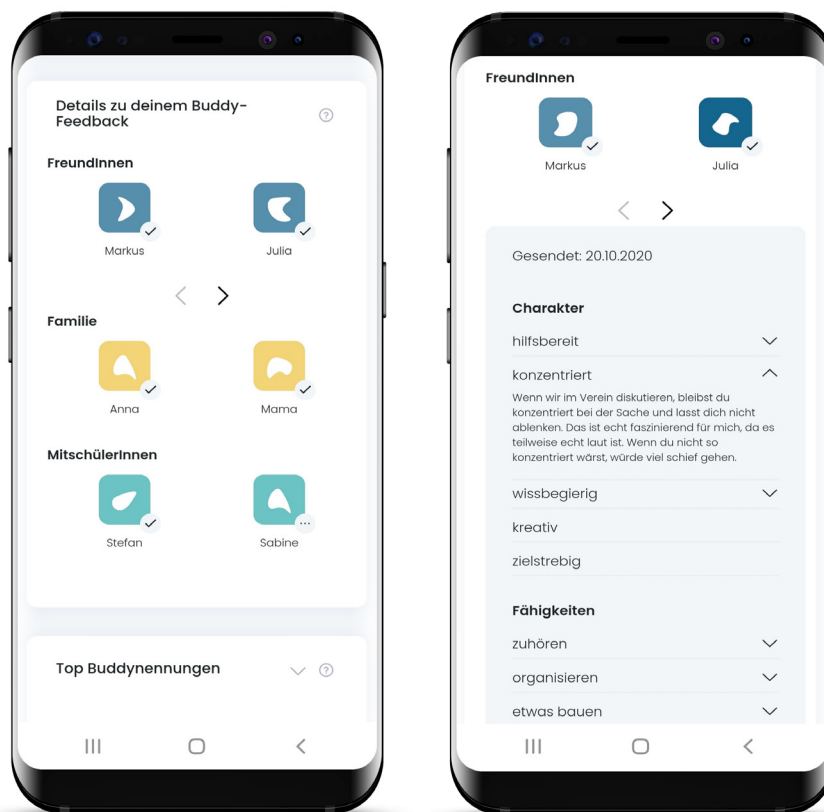 Details zu deinem Buddy-
Feedback
?
FreundInnen
Markus
Julia
Familie
Anna
Mama
MitschülerInnen
Stefan
Sabine
Top Buddynennungen
?
FreundInnen
Markus
Julia
Gesendet: 20.10.2020
Charakter
hilfsbereit
konzentriert
Wenn wir im Verein diskutieren, bleibst du
konzentriert bei der Sache und lasst dich nicht
ablenken. Das ist echt faszinierend für mich, da es
teilweise echt laut ist. Wenn du nicht so
konzentriert wärst, würde viel schief gehen.
wissbegierig
kreativ
zielstrebig
Fähigkeiten
zuhören
organisieren
etwas bauen